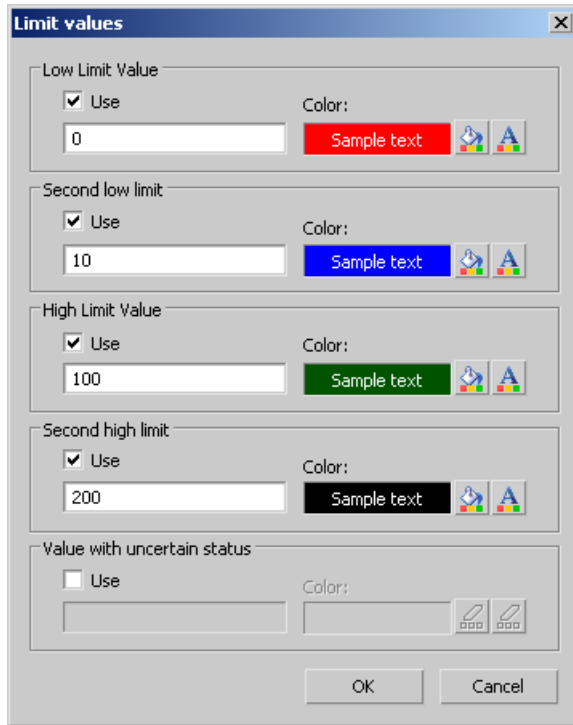 Limit values
Low Limit Value
Use
Color:
0
Sample text
Second low limit
Use
Color:
10
Sample text
High Limit Value
Use
Color:
100
Sample text
Second high limit
Use
Color:
200
Sample text
Value with uncertain status
Use
Color:
OK
Cancel